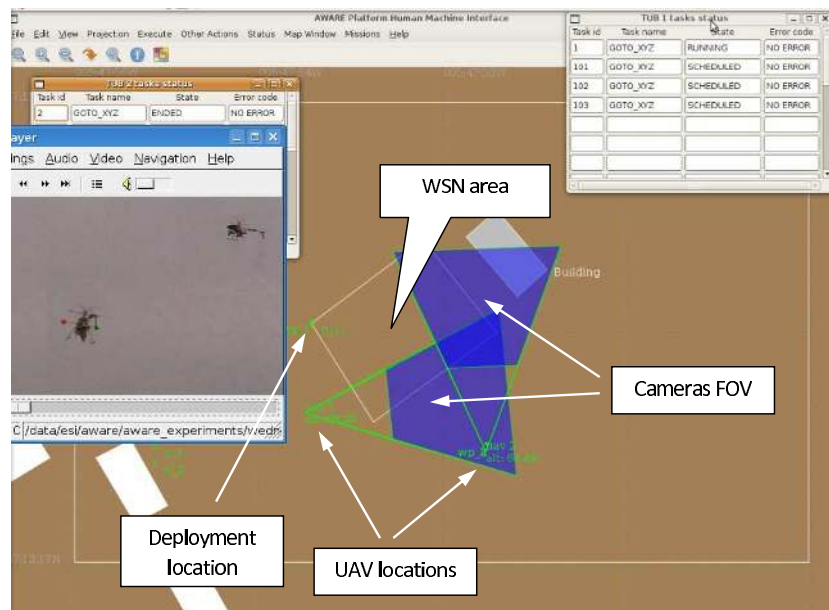 AWARE Platform Human Machine Interface
File Edit View Projection Execute Other Actions Status Map Window Missions Help
TUB 1 tasks status
Task id Task name State Error code
1 GOTO_XYZ RUNNING NO ERROR
101 GOTO_XYZ SCHEDULED NO ERROR
102 GOTO_XYZ SCHEDULED NO ERROR
103 GOTO_XYZ SCHEDULED NO ERROR
TUB 2 tasks status
Task id Task name State Error code
2 GOTO_XYZ ENDED NO ERROR
ayer
ings Audio Video Navigation Help
WSN area
Building
Cameras FOV
C /data/esi/aware/aware_experiments/wedn
Deployment
location
UAV locations